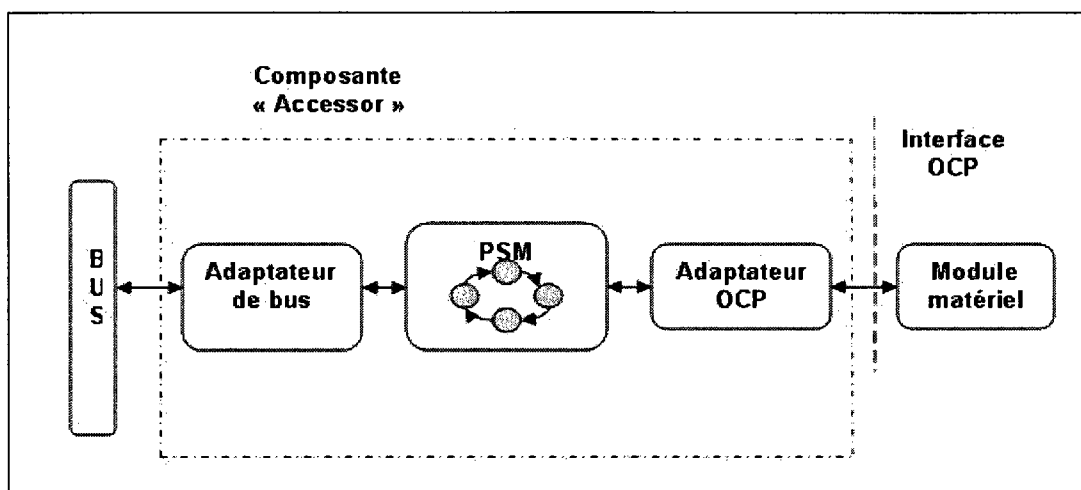 Composante
« Accessor »
Interface
OCP
B
U
S
Adaptateur
de bus
PSM
Adaptateur
OCP
Module
matériel